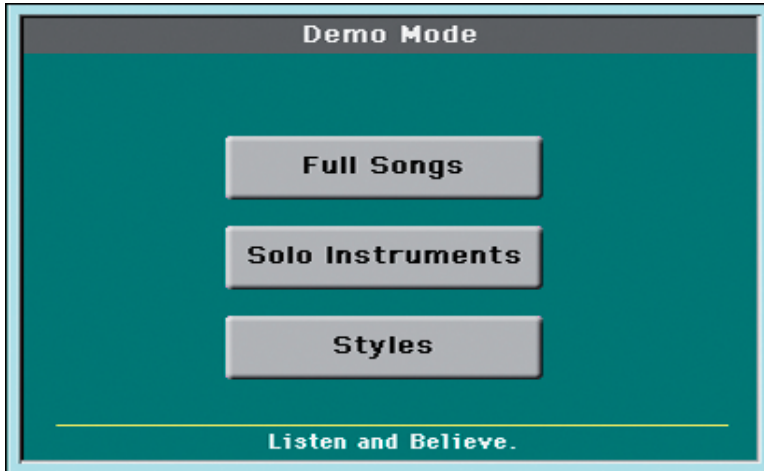 Demo Mode
Full Songs
Solo Instruments
Styles
Listen and Believe.